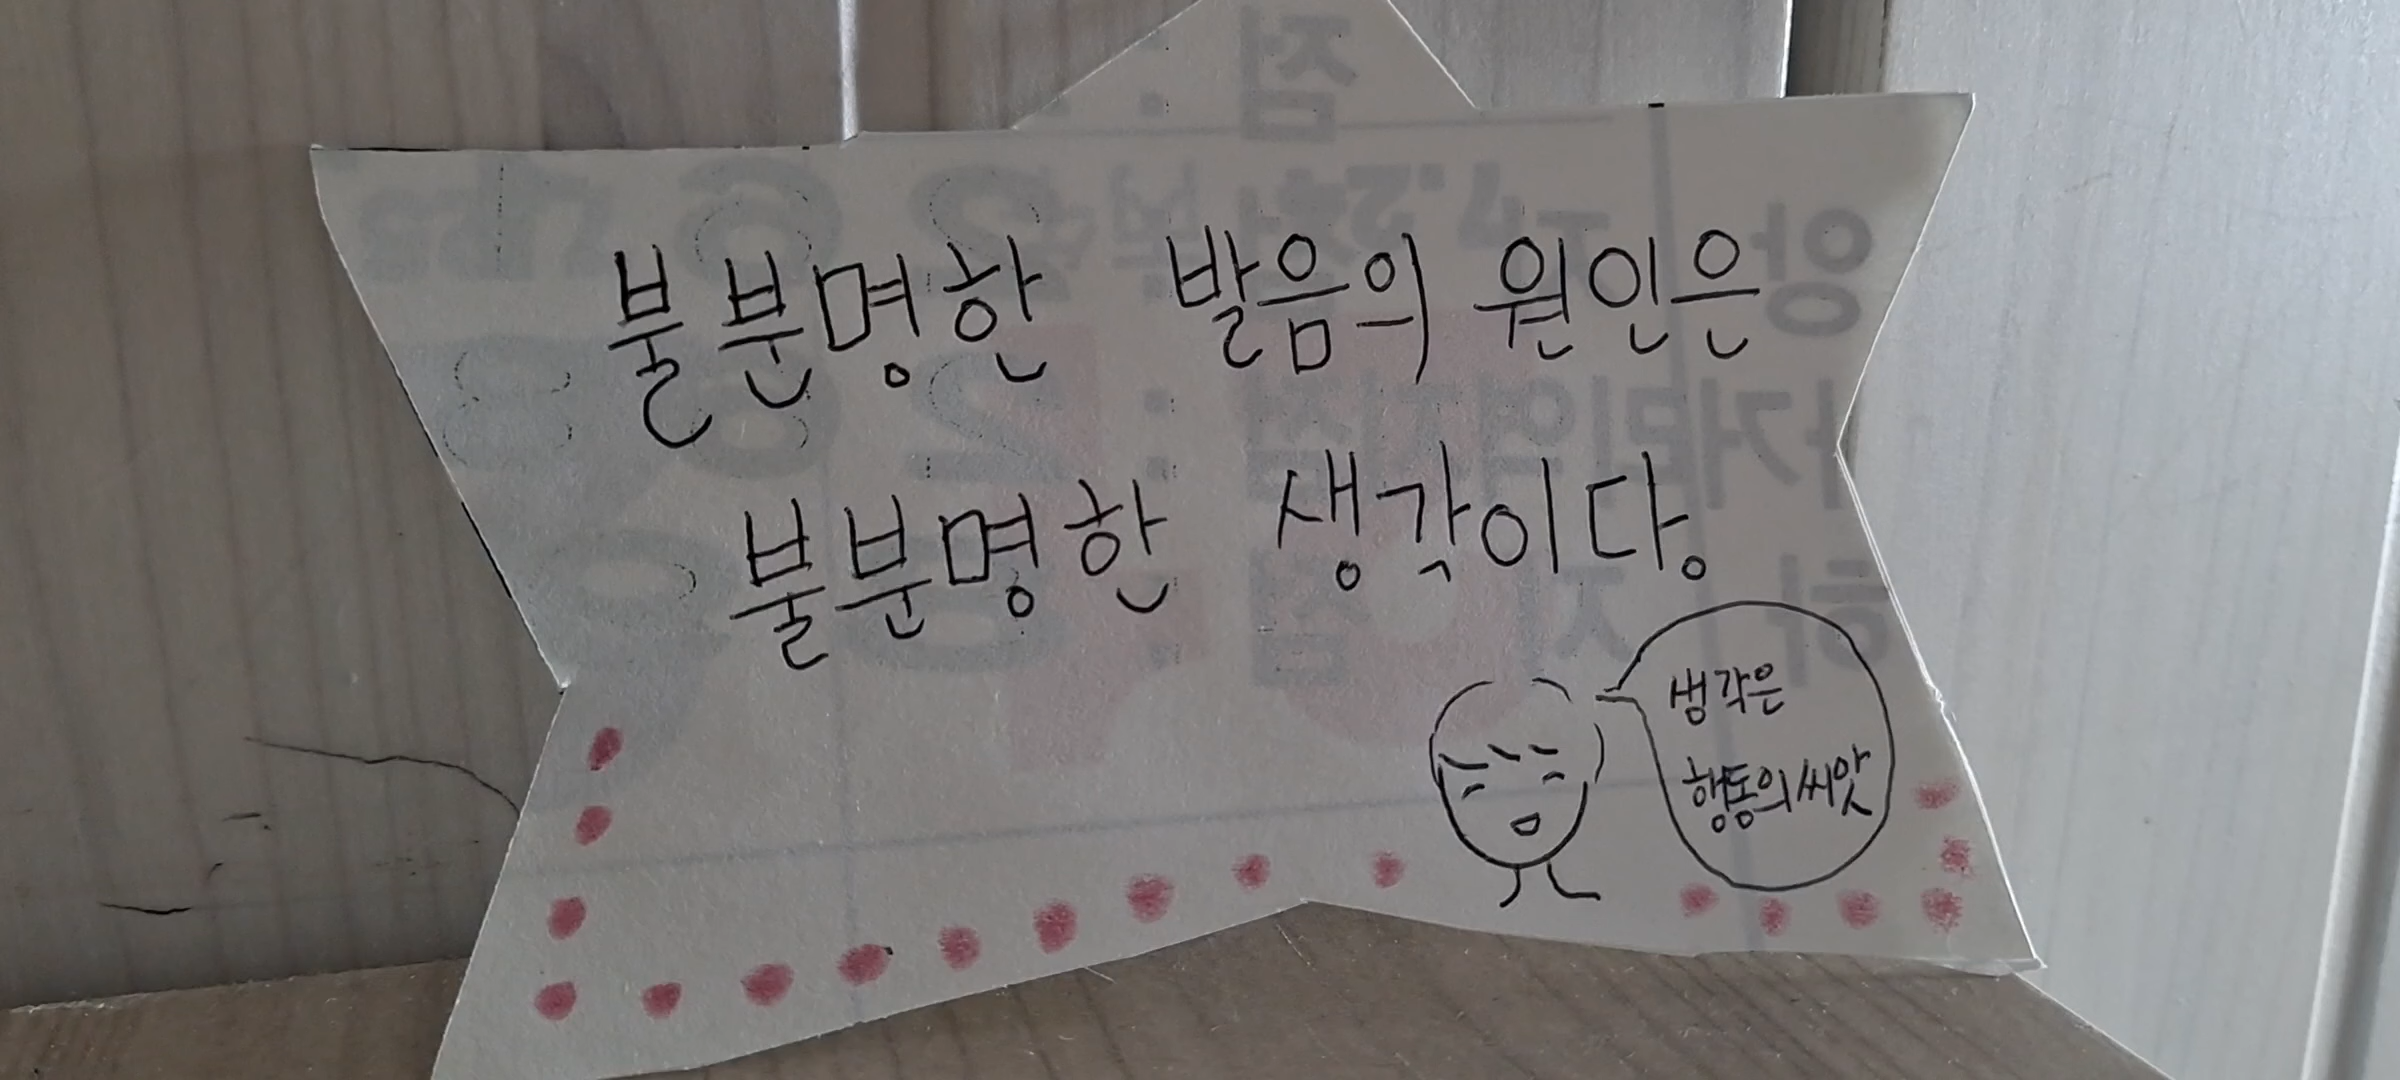 불분명한 발음의 원인은
불분명한 생각이다.
생각은
행동의 씨앗